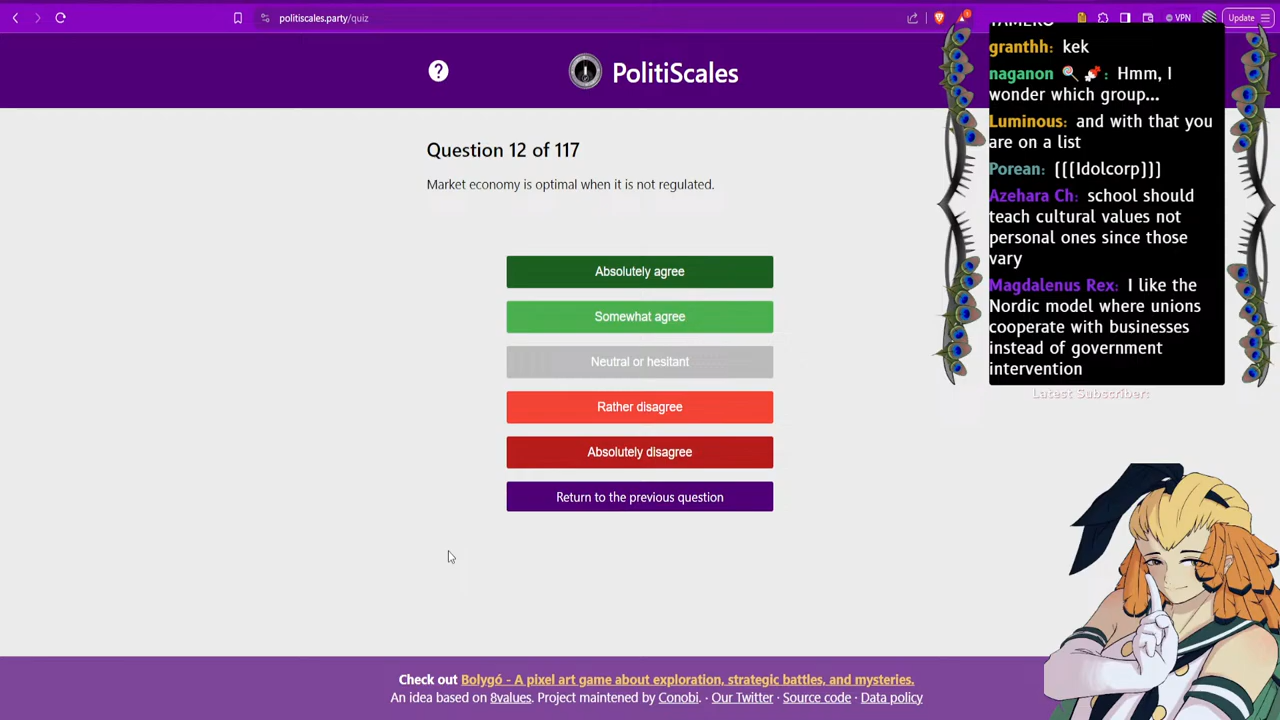 politiscales.party/quiz
VPN
Update
PolitiScales
Question 12 of 117
Market economy is optimal when it is not regulated.
Absolutely agree
Somewhat agree
Neutral or hesitant
Rather disagree
Absolutely disagree
Return to the previous question
granthh: kek
naganon : Hmm, I
wonder which group...
Luminous: and with that you
are on a list
Porean: [[[Idolcorp]]]
Azehara Ch: school should
teach cultural values not
personal ones since those
vary
Magdalenus Rex: I like the
Nordic model where unions
cooperate with businesses
instead of government
intervention
Latest Subscriber:
Check out Bolygó - A pixel art game about exploration, strategic battles, and mysteries.
An idea based on 8values. Project maintened by Conobi. · Our Twitter · Source code · Data policy